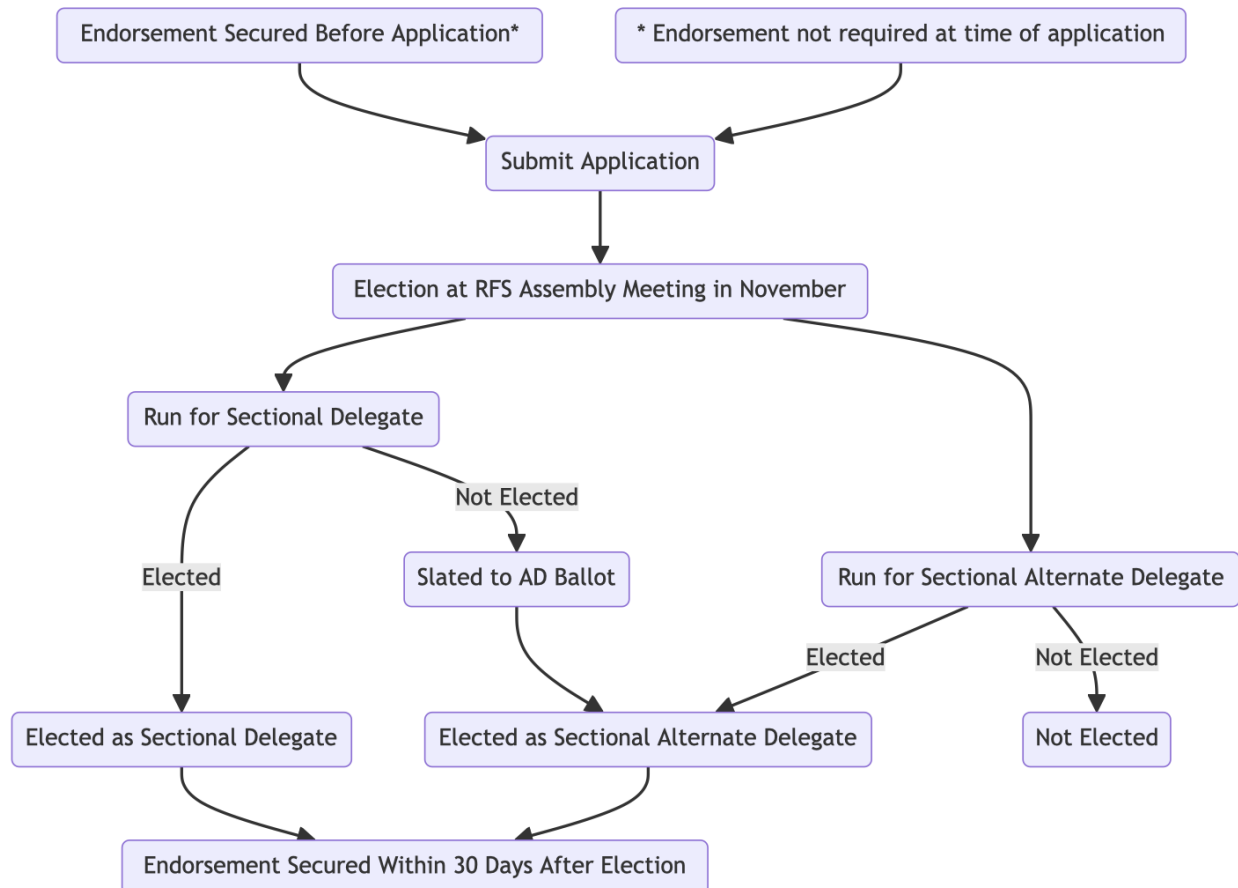 Endorsement Secured Before Application*
* Endorsement not required at time of application
Submit Application
Election at RFS Assembly Meeting in November
Run for Sectional Delegate
Not Elected
Elected
Slated to AD Ballot
Run for Sectional Alternate Delegate
Elected
Not Elected
Elected as Sectional Delegate
Elected as Sectional Alternate Delegate
Not Elected
Endorsement Secured Within 30 Days After Election